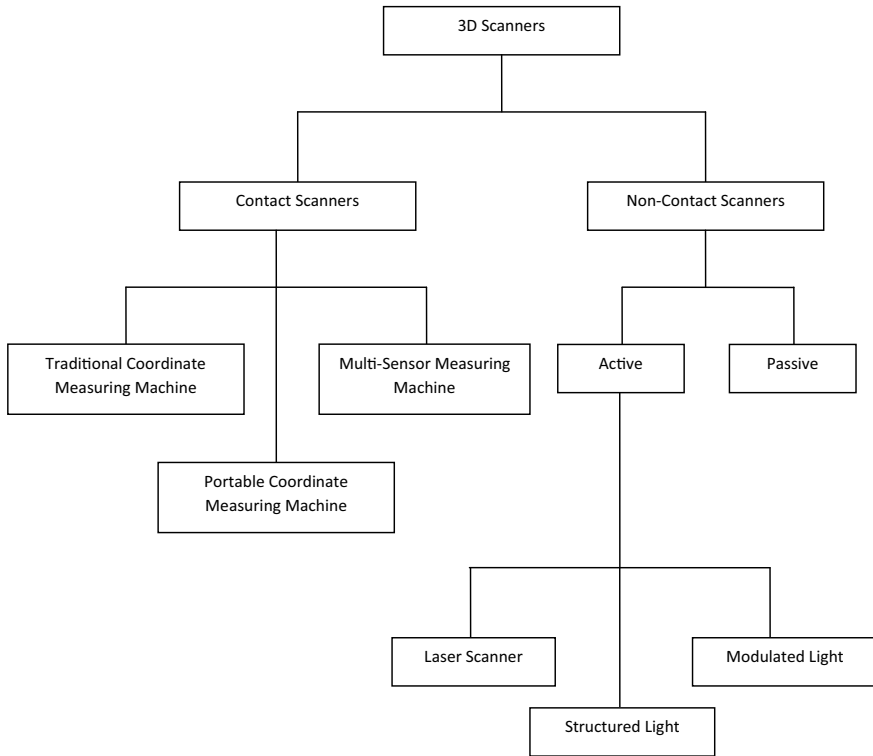 3D Scanners
Contact Scanners
Non-Contact Scanners
Traditional Coordinate
Measuring Machine
Multi-Sensor Measuring
Machine
Active
Passive
Portable Coordinate
Measuring Machine
Laser Scanner
Modulated Light
Structured Light